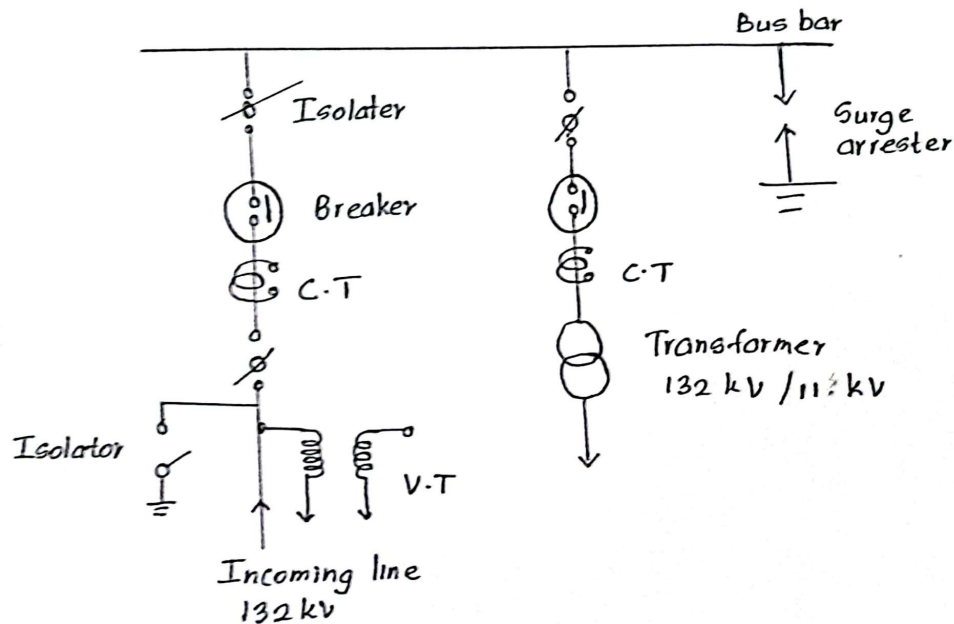 Bus bar
Isolater
Surge
arrester
Breaker
C.T
C.T
Transformer
132 kV / 11 kV
Isolator
V.T
Incoming line
132 kV